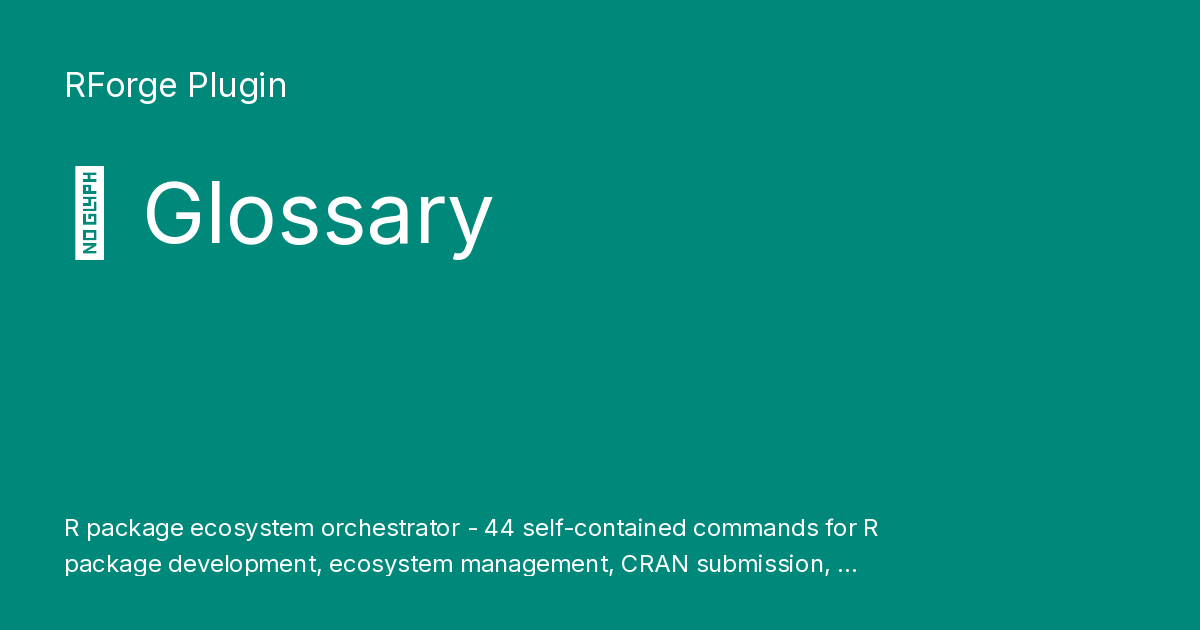 RForge Plugin
NO GLYPH Glossary
R package ecosystem orchestrator - 44 self-contained commands for R
package development, ecosystem management, CRAN submission, ...